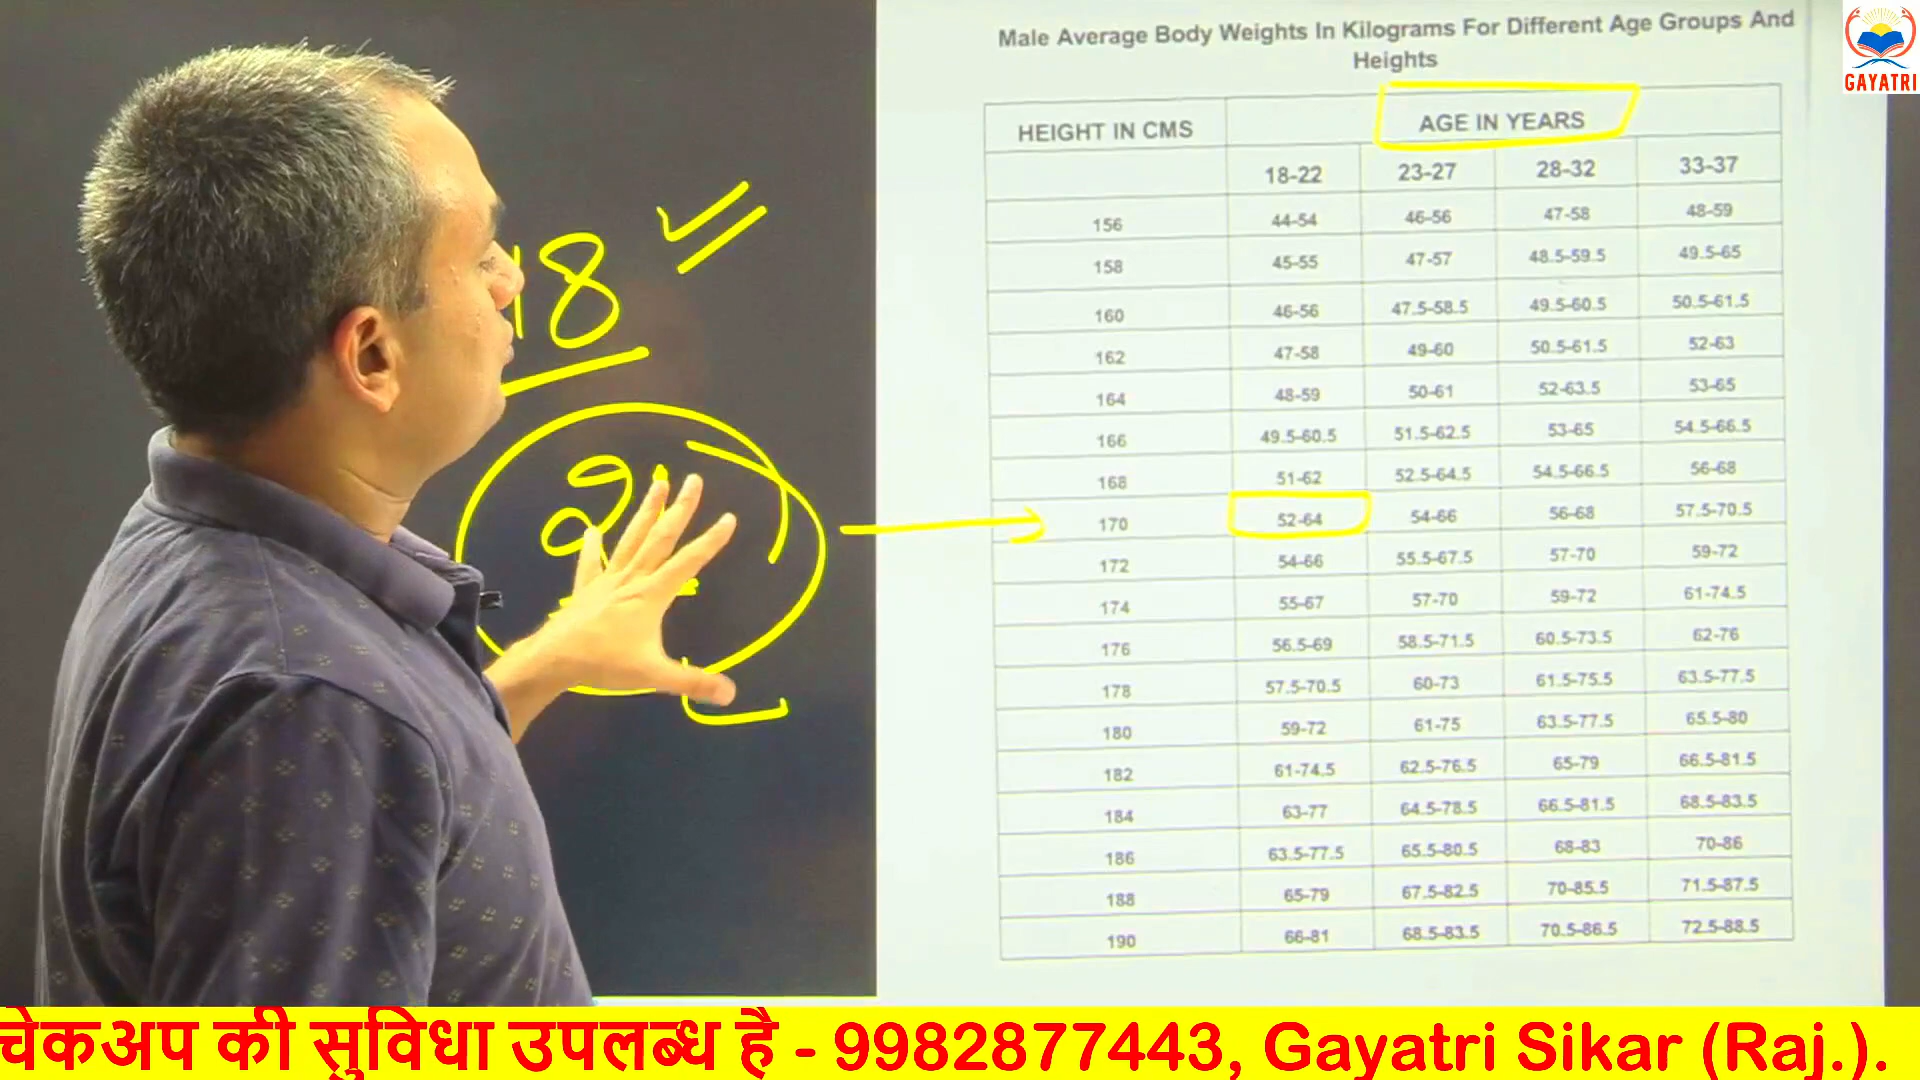 Male Average Body Weights In Kilograms For Different Age Groups And
Heights
GAYATRI
HEIGHT IN CMS AGE IN YEARS
18-22 23-27 28-32 33-37
156 44-54 46-56 47-58 48-59
158 45-55 47-57 48.5-59.5 49.5-65
160 46-56 47.5-58.5 49.5-60.5 50.5-61.5
162 47-58 49-60 50.5-61.5 52-63
164 48-59 50-61 52-63.5 53-65
166 49.5-60.5 51.5-62.5 53-65 54.5-66.5
168 51-62 52.5-64.5 54.5-66.5 56-68
170 52-64 54-66 56-68 57.5-70.5
172 54-66 55.5-67.5 57-70 59-72
174 55-67 57-70 59-72 61-74.5
176 56.5-69 58.5-71.5 60.5-73.5 62-76
178 57.5-70.5 60-73 61.5-75.5 63.5-77.5
180 59-72 61-75 63.5-77.5 65.5-80
182 61-74.5 62.5-76.5 65-79 66.5-81.5
184 63-77 64.5-78.5 66.5-81.5 68.5-83.5
186 63.5-77.5 65.5-80.5 68-83 70-86
188 65-79 67.5-82.5 70-85.5 71.5-87.5
190 66-81 68.5-83.5 70.5-86.5 72.5-88.5
18
चेकअप की सुविधा उपलब्ध है - 9982877443, Gayatri Sikar (Raj.).